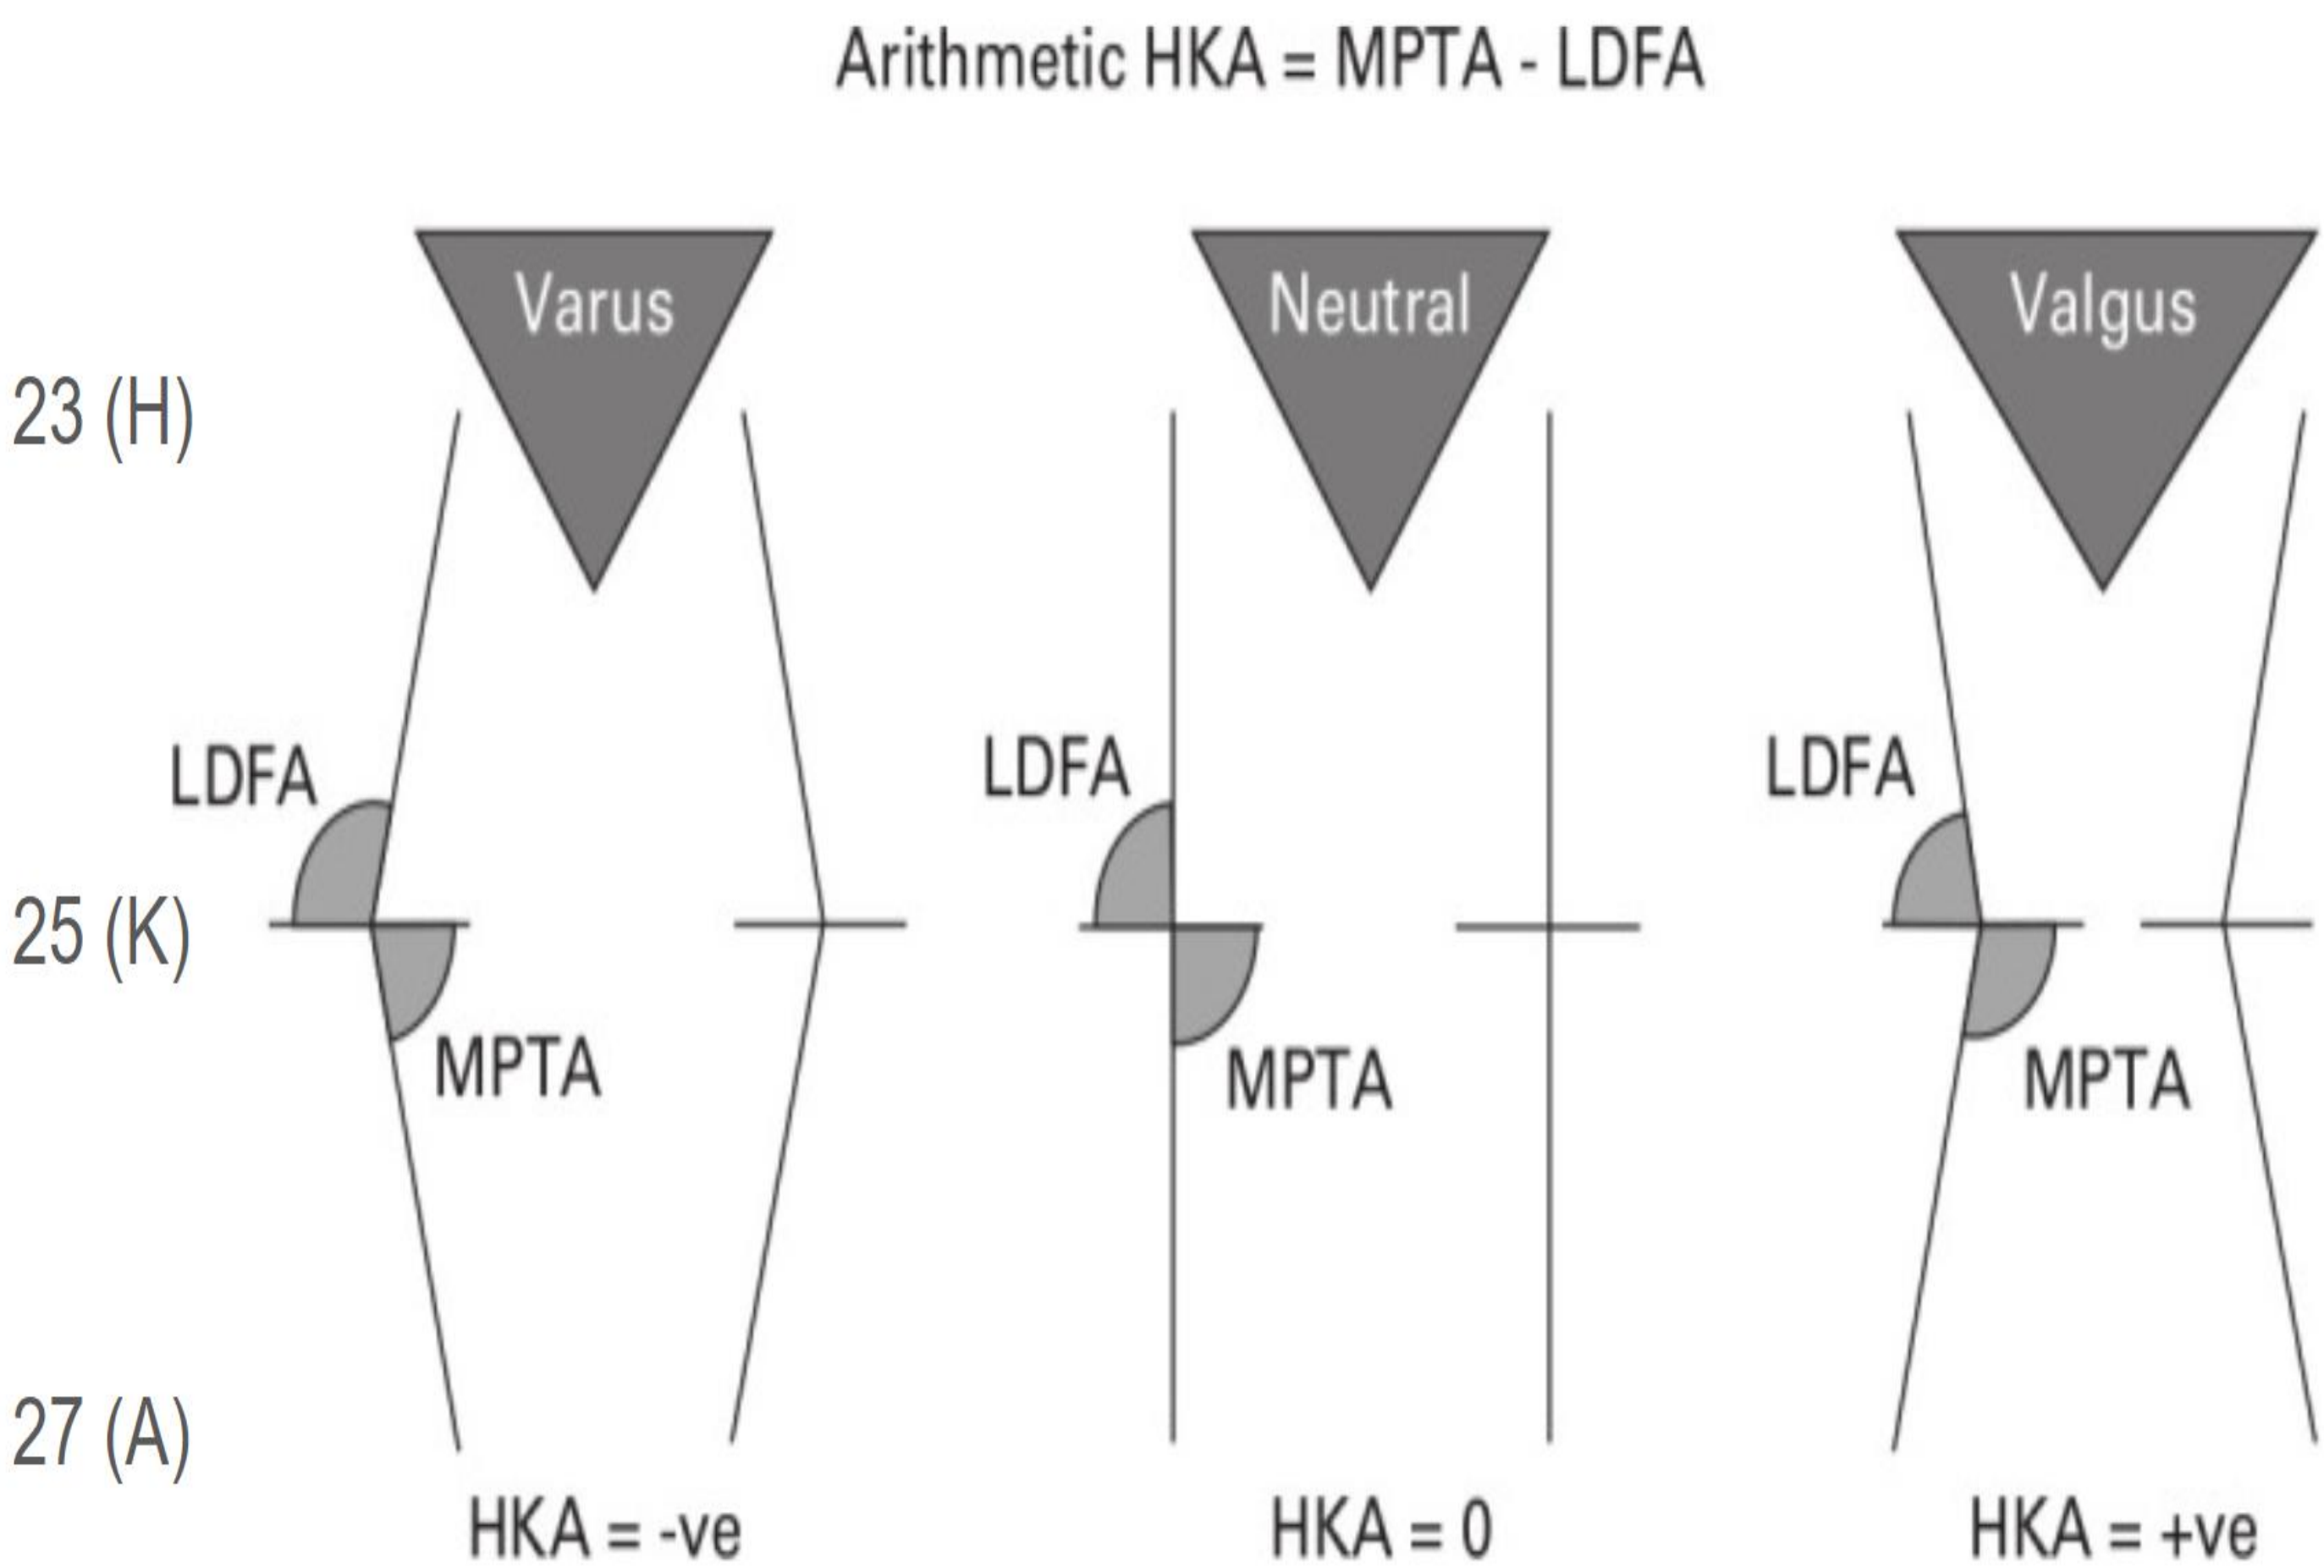 Arithmetic HKA = MPTA - LDFA
Varus
Neutral
Valgus
23 (H)
LDFA
LDFA
LDFA
25 (K)
MPTA
MPTA
MPTA
27 (A)
HKA = -ve
HKA = 0
HKA = +ve